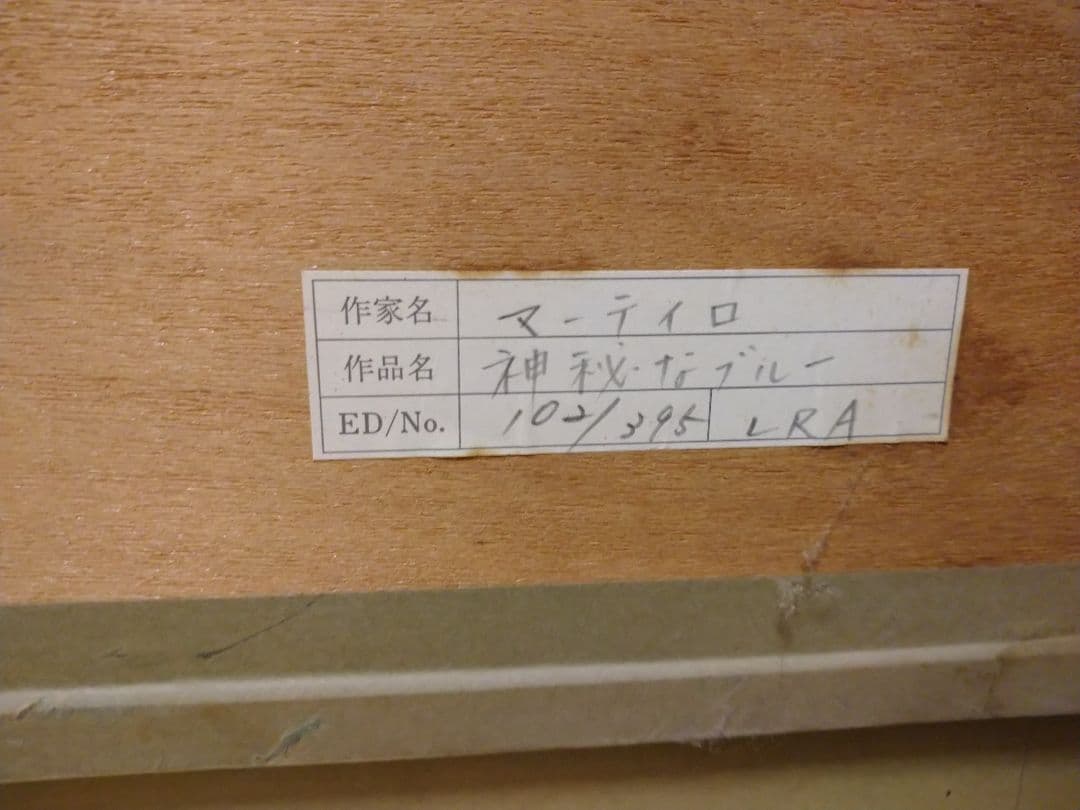 作家名 マーティロ
作品名 神秘なブルー
ED/No. 102/395 LRA